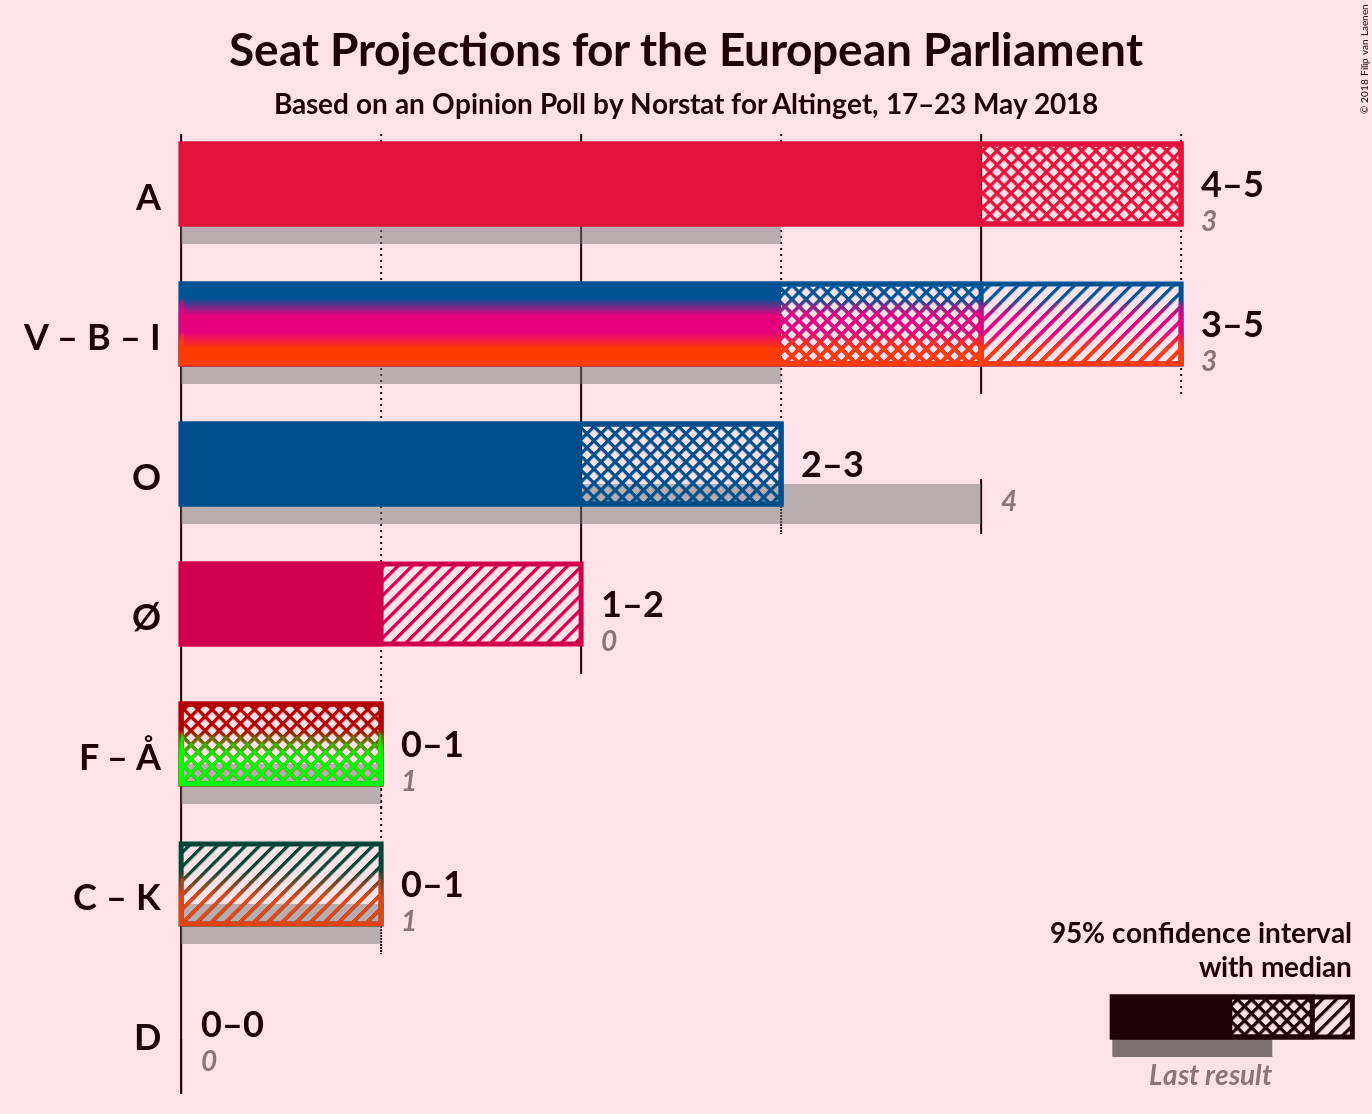 Seat Projections for the European Parliament
Based on an Opinion Poll by Norstat for Altinget, 17–23 May 2018
© 2018 Filip van Laenen
A
4–5
3
V – B – I
3–5
3
O
2–3
4
Ø
1–2
0
F – Å
0–1
1
C – K
0–1
1
D
0–0
0
95% confidence interval
with median
Last result